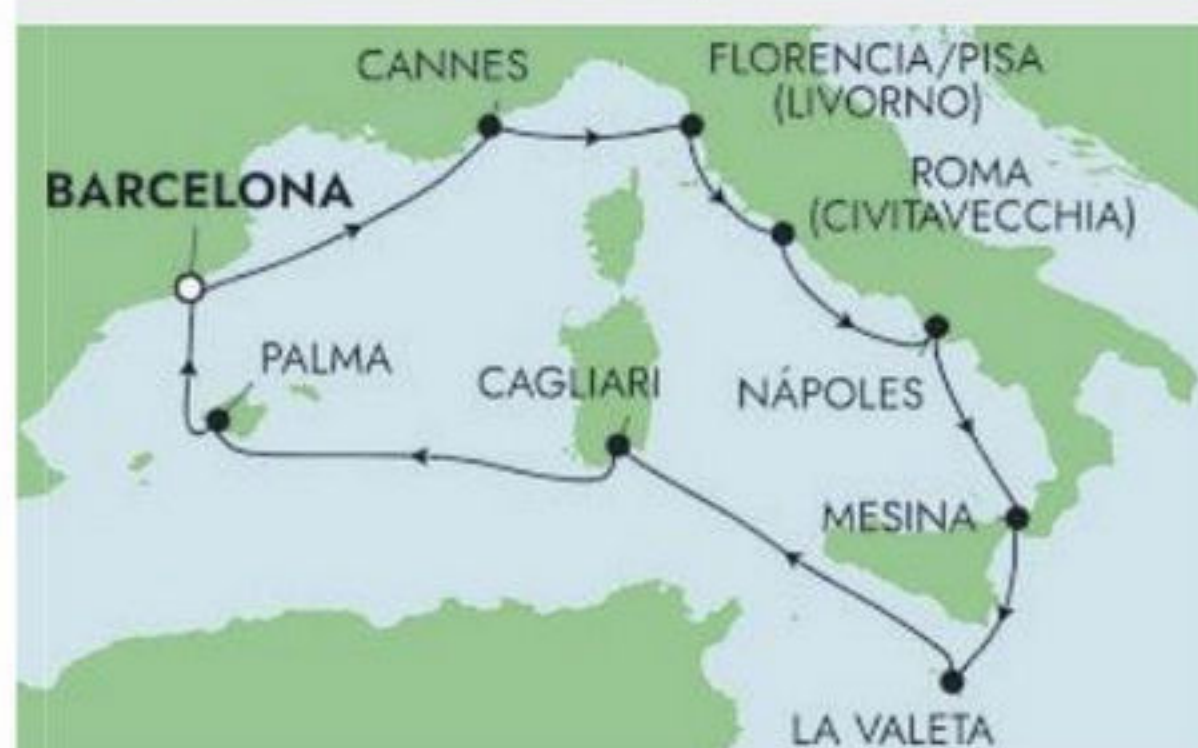 CANNES
FLORENCIA/PISA
(LIVORNO)
BARCELONA
ROMA
(CIVITAVECCHIA)
PALMA
CAGLIARI
NÁPOLES
MESINA
LA VALETA